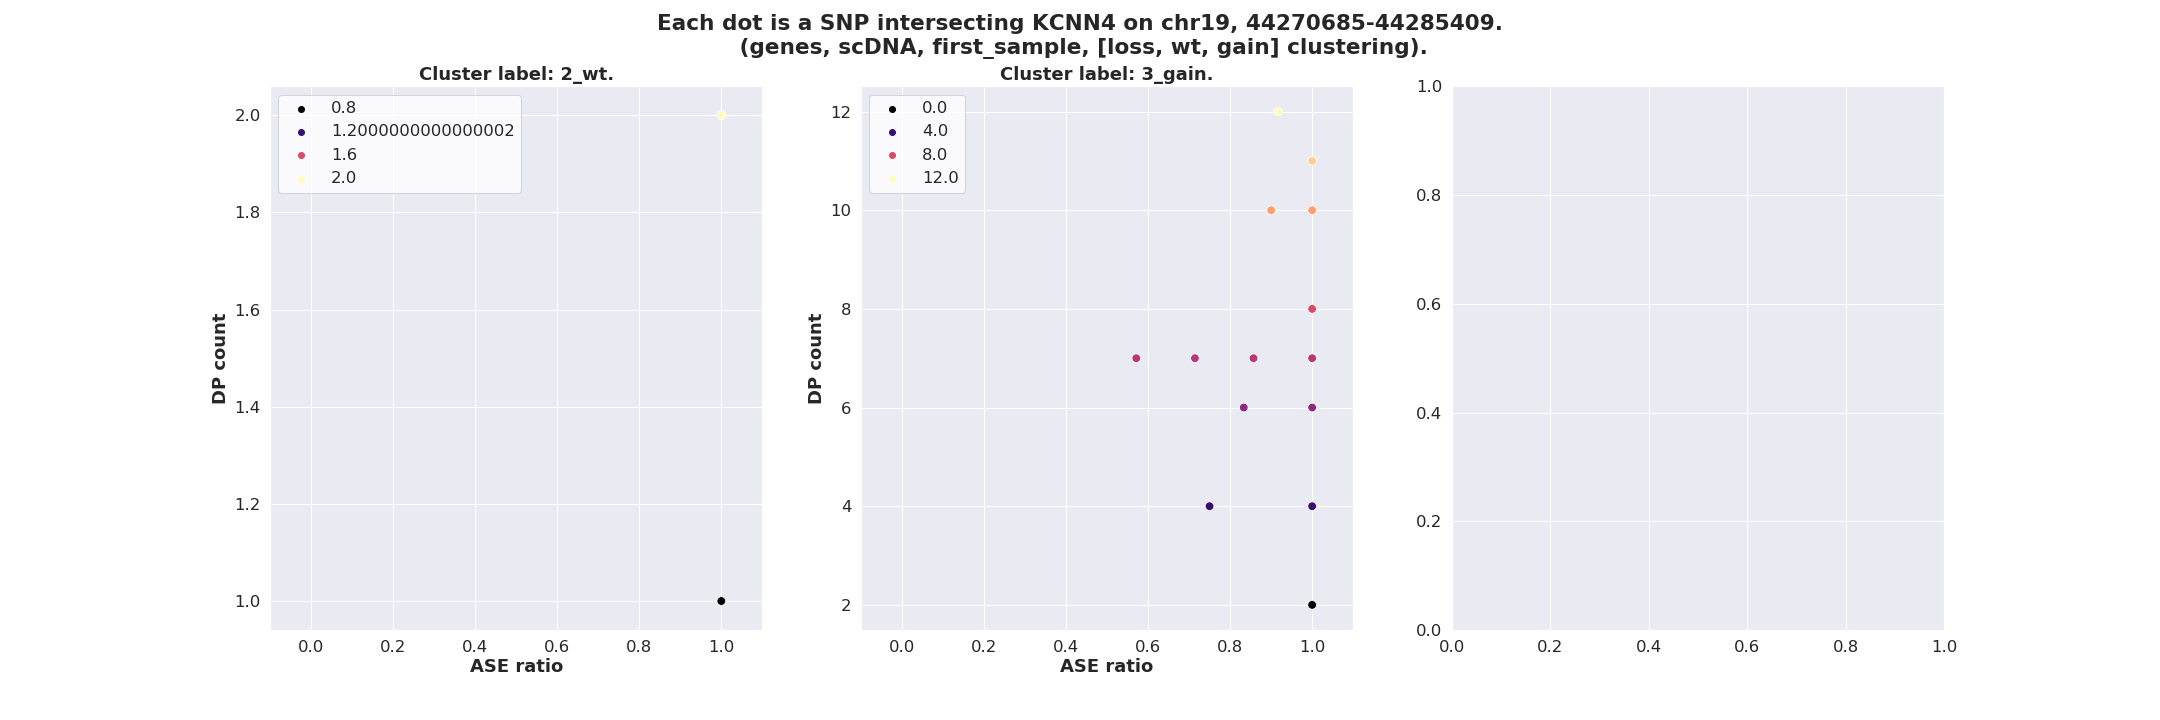 Each dot is a SNP intersecting KCNN4 on chr19, 44270685-44285409.
(genes, scDNA, first_sample, [loss, wt, gain] clustering).
Cluster label: 2_wt.
0.8
1.2000000000000002
1.6
2.0
2.0
1.8
1.6
1.4
1.2
1.0
DP count
0.0 0.2 0.4 0.6 0.8 1.0
ASE ratio
Cluster label: 3_gain.
0.0
4.0
8.0
12.0
12
10
8
6
4
2
DP count
0.0 0.2 0.4 0.6 0.8 1.0
ASE ratio
1.0
0.8
0.6
0.4
0.2
0.0
0.0 0.2 0.4 0.6 0.8 1.0